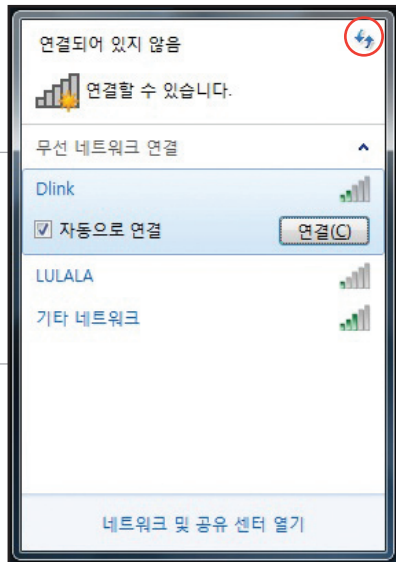 연결되어 있지 않음
연결할 수 있습니다.
무선 네트워크 연결
Dlink
자동으로 연결 연결(C)
LULALA
기타 네트워크
네트워크 및 공유 센터 열기